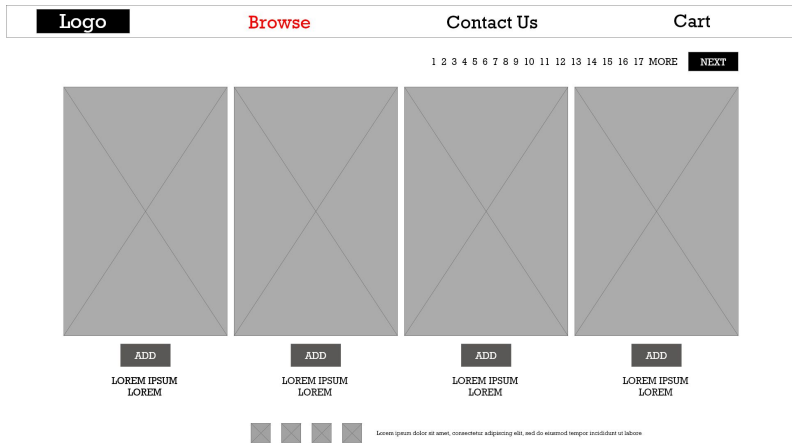 Logo Browse Contact Us Cart
1 2 3 4 5 6 7 8 9 10 11 12 13 14 15 16 17 MORE NEXT
ADD ADD ADD ADD
LOREM IPSUM LOREM IPSUM LOREM IPSUM LOREM IPSUM
LOREM LOREM LOREM LOREM
Lorem ipsum dolor sit amet, consectetur adipiscing elit, sed do eiusmod tempor incididunt ut labore